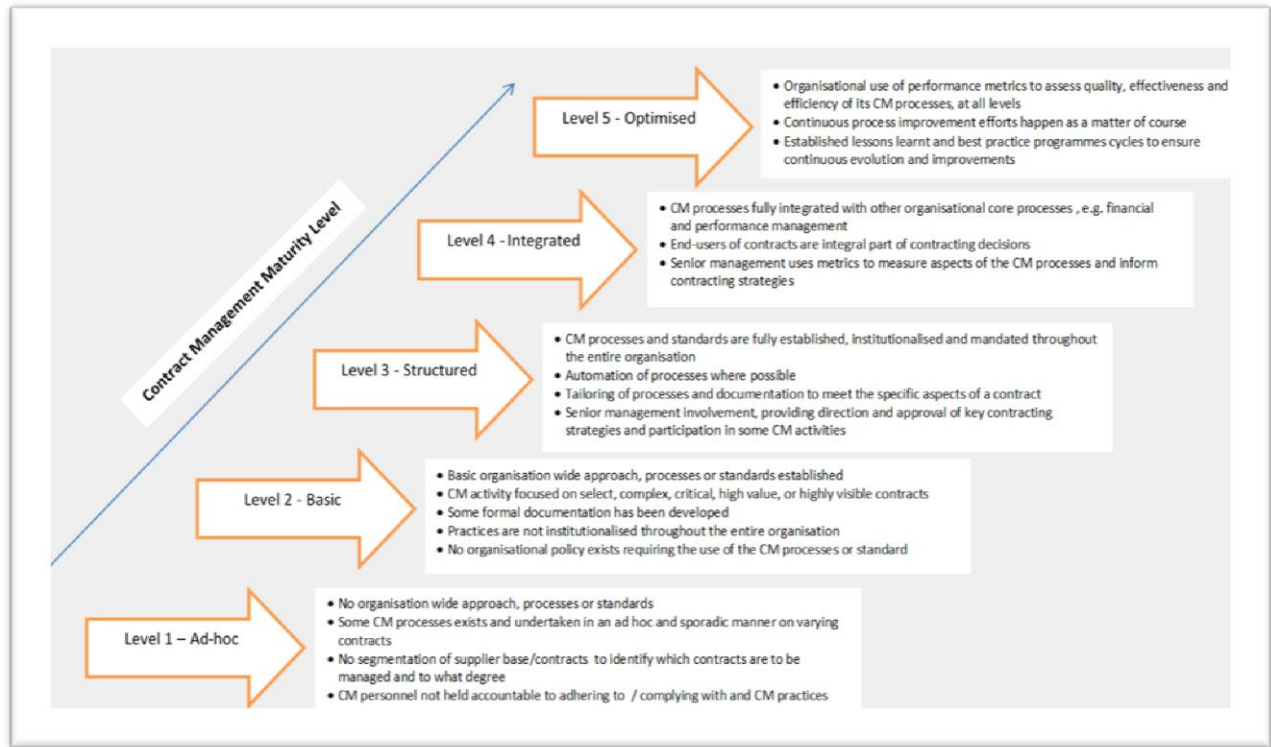 • Organisational use of performance metrics to assess quality, effectiveness and
efficiency of its CM processes, at all levels
• Continuous process improvement efforts happen as a matter of course
• Established lessons learnt and best practice programmes cycles to ensure
continuous evolution and improvements
Level 5 - Optimised
• CM processes fully integrated with other organisational core processes , e.g. financial
and performance management
• End-users of contracts are integral part of contracting decisions
• Senior management uses metrics to measure aspects of the CM processes and inform
contracting strategies
Level 4 - Integrated
Contract Management Maturity Level
• CM processes and standards are fully established, institutionalised and mandated throughout
the entire organisation
• Automation of processes where possible
• Tailoring of processes and documentation to meet the specific aspects of a contract
• Senior management involvement, providing direction and approval of key contracting
strategies and participation in some CM activities
Level 3 - Structured
• Basic organisation wide approach, processes or standards established
• CM activity focused on select, complex, critical, high value, or highly visible contracts
• Some formal documentation has been developed
• Practices are not institutionalised throughout the entire organisation
• No organisational policy exists requiring the use of the CM processes or standard
Level 2 - Basic
• No organisation wide approach, processes or standards
• Some CM processes exists and undertaken in an ad hoc and sporadic manner on varying
contracts
• No segmentation of supplier base/contracts to identify which contracts are to be
managed and to what degree
• CM personnel not held accountable to adhering to / complying with and CM practices
Level 1 – Ad-hoc